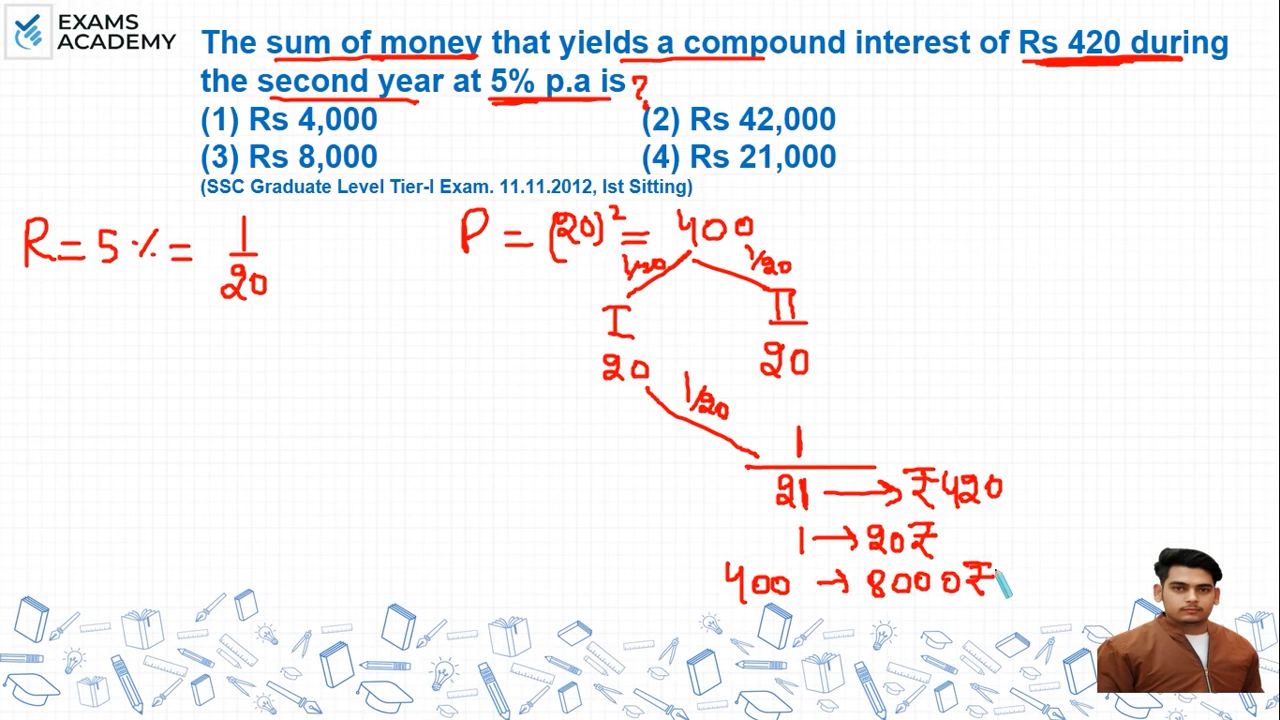 EXAMS
ACADEMY
The sum of money that yields a compound interest of Rs 420 during
the second year at 5% p.a is ?
(1) Rs 4,000 (2) Rs 42,000
(3) Rs 8,000 (4) Rs 21,000
(SSC Graduate Level Tier-I Exam. 11.11.2012, Ist Sitting)
R = 5 % = 1/20
P = (20)² = 400
1/20 1/20
I II
20 20
1/20
1
21 → ₹420
1 → 20₹
400 → 8000₹